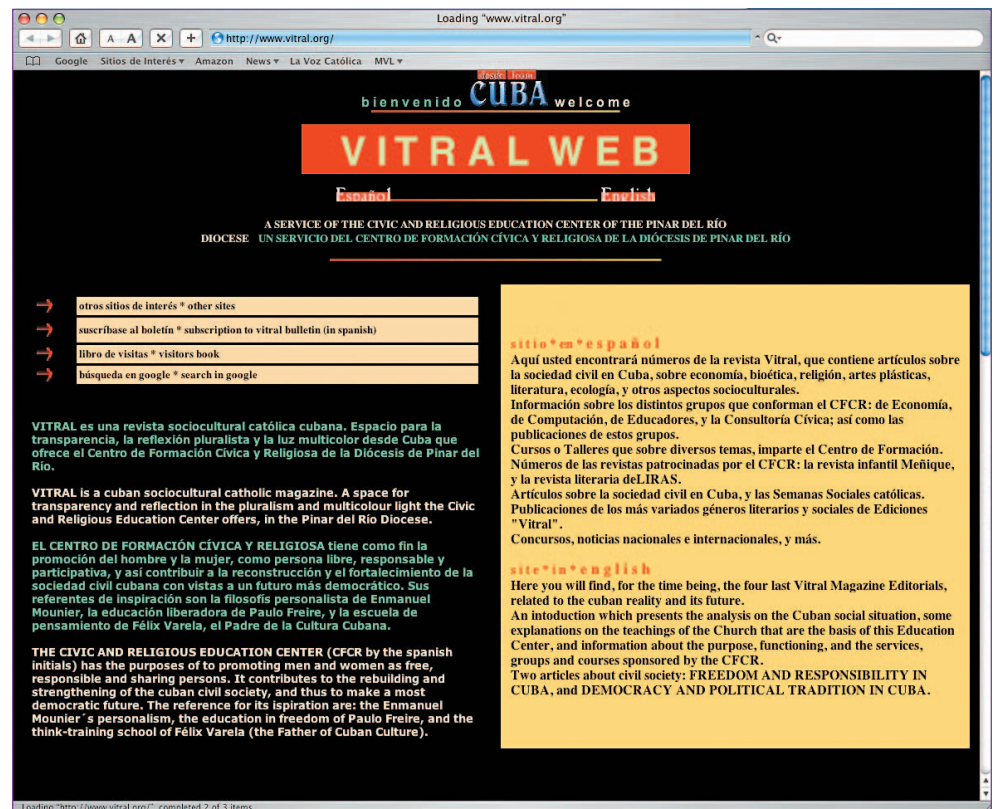 Loading "www.vitral.org"
A A X + http://www.vitral.org/ Q
Google Sitios de Interés Amazon News La Voz Católica MVL
desde from
bienvenido CUBA welcome
VITRAL WEB
Español English
A SERVICE OF THE CIVIC AND RELIGIOUS EDUCATION CENTER OF THE PINAR DEL RÍO
DIOCESE UN SERVICIO DEL CENTRO DE FORMACIÓN CÍVICA Y RELIGIOSA DE LA DIÓCESIS DE PINAR DEL RÍO
otros sitios de interés * other sites
suscríbase al boletín * subscription to vitral bulletin (in spanish)
libro de visitas * visitors book
búsqueda en google * search in google
VITRAL es una revista sociocultural católica cubana. Espacio para la
transparencia, la reflexión pluralista y la luz multicolor desde Cuba que
ofrece el Centro de Formación Cívica y Religiosa de la Diócesis de Pinar del
Río.
VITRAL is a cuban sociocultural catholic magazine. A space for
transparency and reflection in the pluralism and multicolour light the Civic
and Religious Education Center offers, in the Pinar del Río Diocese.
EL CENTRO DE FORMACIÓN CÍVICA Y RELIGIOSA tiene como fin la
promoción del hombre y la mujer, como persona libre, responsable y
participativa, y así contribuir a la reconstrucción y el fortalecimiento de la
sociedad civil cubana con vistas a un futuro más democrático. Sus
referentes de inspiración son la filosofís personalista de Enmanuel
Mounier, la educación liberadora de Paulo Freire, y la escuela de
pensamiento de Félix Varela, el Padre de la Cultura Cubana.
THE CIVIC AND RELIGIOUS EDUCATION CENTER (CFCR by the spanish
initials) has the purposes of to promoting men and women as free,
responsible and sharing persons. It contributes to the rebuilding and
strengthening of the cuban civil society, and thus to make a most
democratic future. The reference for its ispiration are: the Enmanuel
Mounier´s personalism, the education in freedom of Paulo Freire, and the
think-training school of Félix Varela (the Father of Cuban Culture).
sitio*en*español
Aquí usted encontrará números de la revista Vitral, que contiene artículos sobre
la sociedad civil en Cuba, sobre economía, bioética, religión, artes plásticas,
literatura, ecología, y otros aspectos socioculturales.
Información sobre los distintos grupos que conforman el CFCR: de Economía,
de Computación, de Educadores, y la Consultoría Cívica; así como las
publicaciones de estos grupos.
Cursos o Talleres que sobre diversos temas, imparte el Centro de Formación.
Números de las revistas patrocinadas por el CFCR: la revista infantil Meñique,
y la revista literaria deLIRAS.
Artículos sobre la sociedad civil en Cuba, y las Semanas Sociales católicas.
Publicaciones de los más variados géneros literarios y sociales de Ediciones
"Vitral".
Concursos, noticias nacionales e internacionales, y más.
site*in*english
Here you will find, for the time being, the four last Vitral Magazine Editorials,
related to the cuban reality and its future.
An intoduction which presents the analysis on the Cuban social situation, some
explanations on the teachings of the Church that are the basis of this Education
Center, and information about the purpose, functioning, and the services,
groups and courses sponsored by the CFCR.
Two articles about civil society: FREEDOM AND RESPONSIBILITY IN
CUBA, and DEMOCRACY AND POLITICAL TRADITION IN CUBA.
Loading "http://www.vitral.org/", completed 2 of 3 items